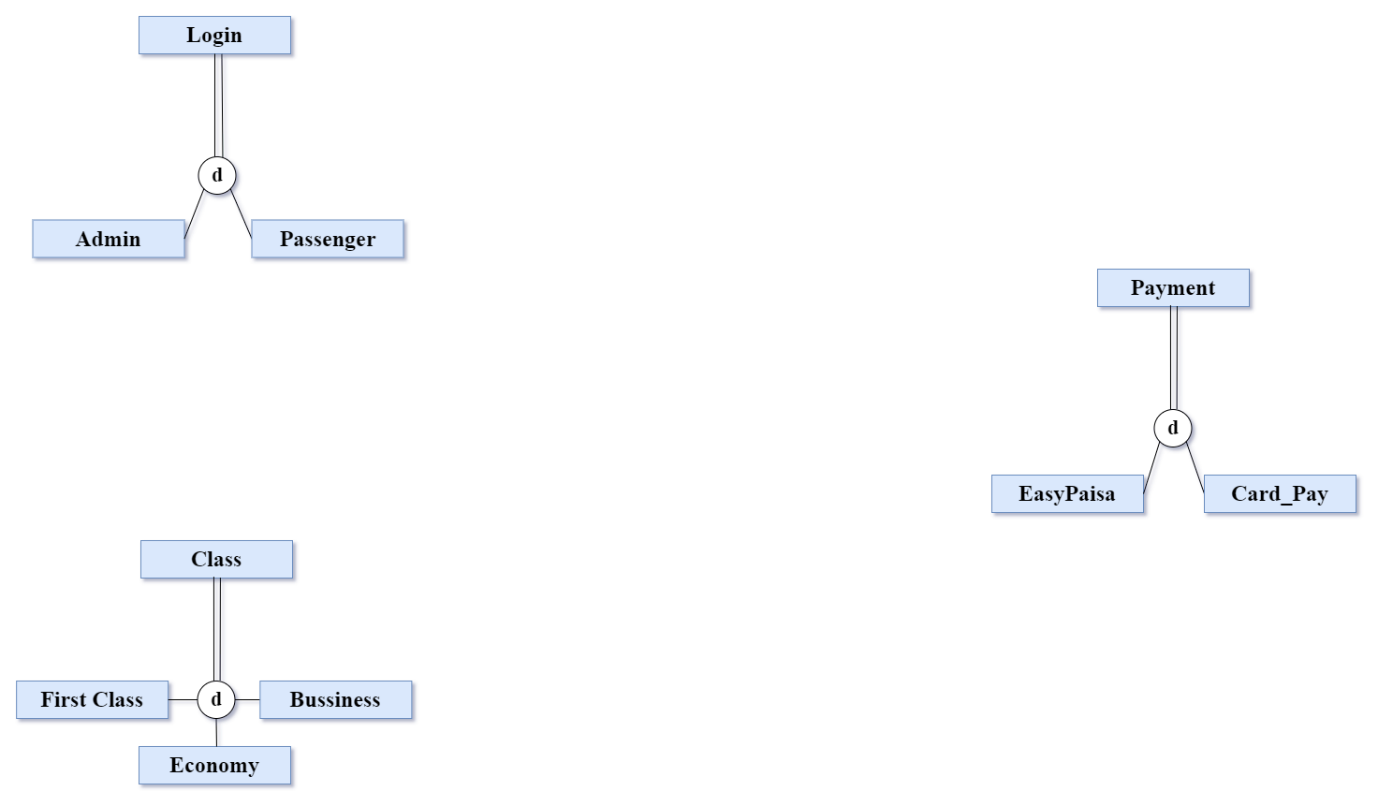 Login
d
Admin
Passenger
Payment
d
EasyPaisa
Card_Pay
Class
First Class
d
Bussiness
Economy